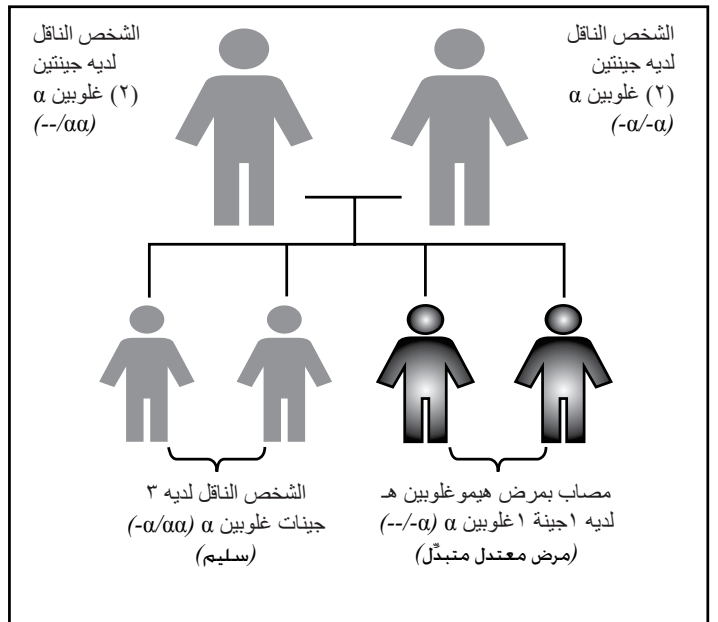 الشخص الناقل
لديه جينتين
(٢) غلوبين α
(-α/-α)
الشخص الناقل
لديه جينتين
(٢) غلوبين α
(--/αα)
مصاب بمرض هيموغلوبين هـ
لديه ١جينة ١غلوبين α (--/-α)
(مرض معتدل متبدِّل)
الشخص الناقل لديه ٣
جينات غلوبين α (-α/αα)
(سليم)